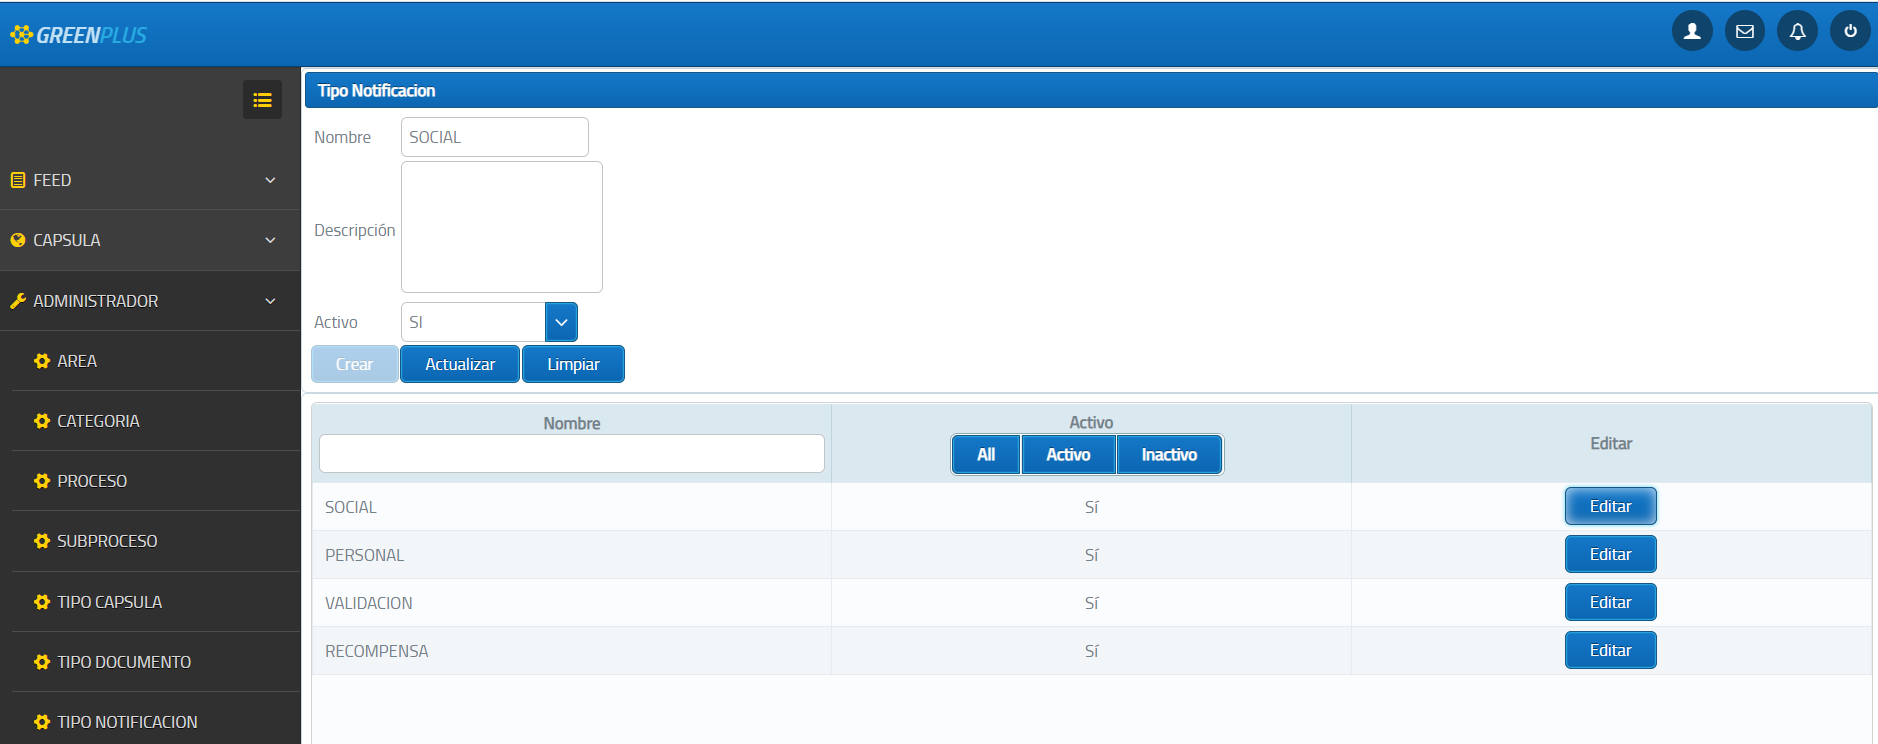 GREENPLUS
FEED
CAPSULA
ADMINISTRADOR
AREA
CATEGORIA
PROCESO
SUBPROCESO
TIPO CAPSULA
TIPO DOCUMENTO
TIPO NOTIFICACION
Tipo Notificacion
Nombre SOCIAL
Descripción
Activo SI
Crear Actualizar Limpiar
Nombre Activo Editar
All Activo Inactivo
SOCIAL Sí Editar
PERSONAL Sí Editar
VALIDACION Sí Editar
RECOMPENSA Sí Editar